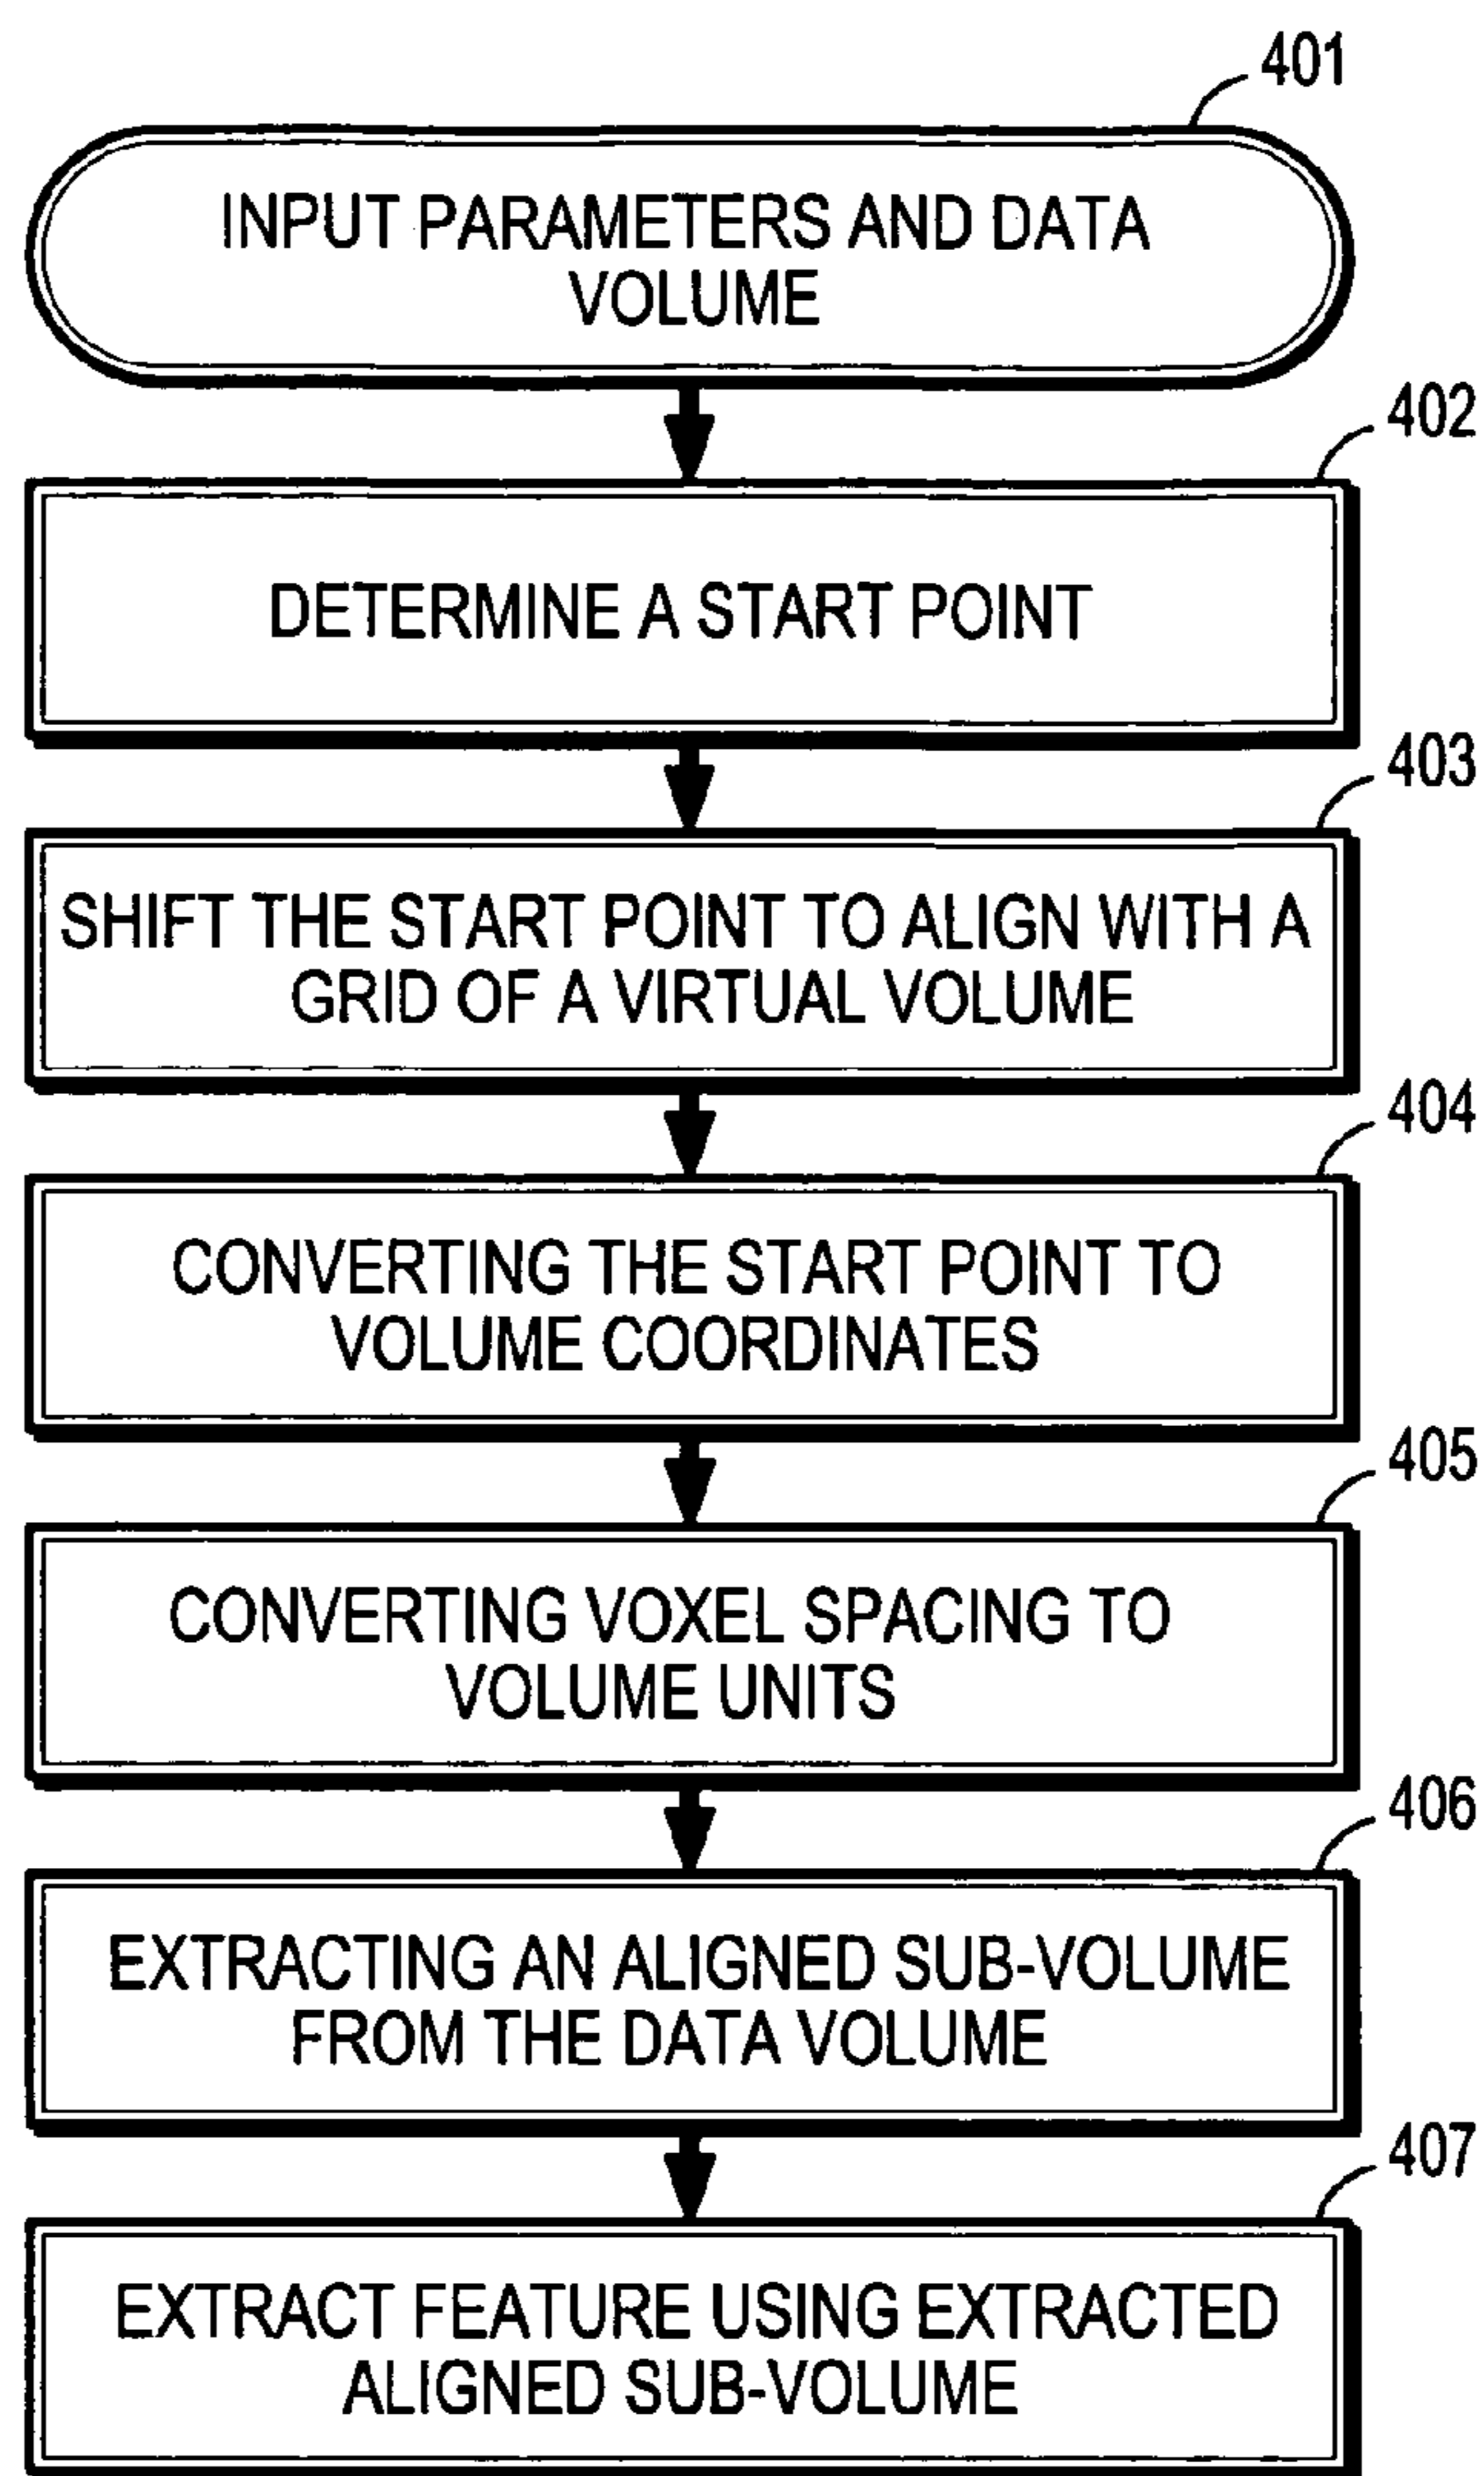 401
INPUT PARAMETERS AND DATA
VOLUME
402
DETERMINE A START POINT
403
SHIFT THE START POINT TO ALIGN WITH A
GRID OF A VIRTUAL VOLUME
404
CONVERTING THE START POINT TO
VOLUME COORDINATES
405
CONVERTING VOXEL SPACING TO
VOLUME UNITS
406
EXTRACTING AN ALIGNED SUB-VOLUME
FROM THE DATA VOLUME
407
EXTRACT FEATURE USING EXTRACTED
ALIGNED SUB-VOLUME